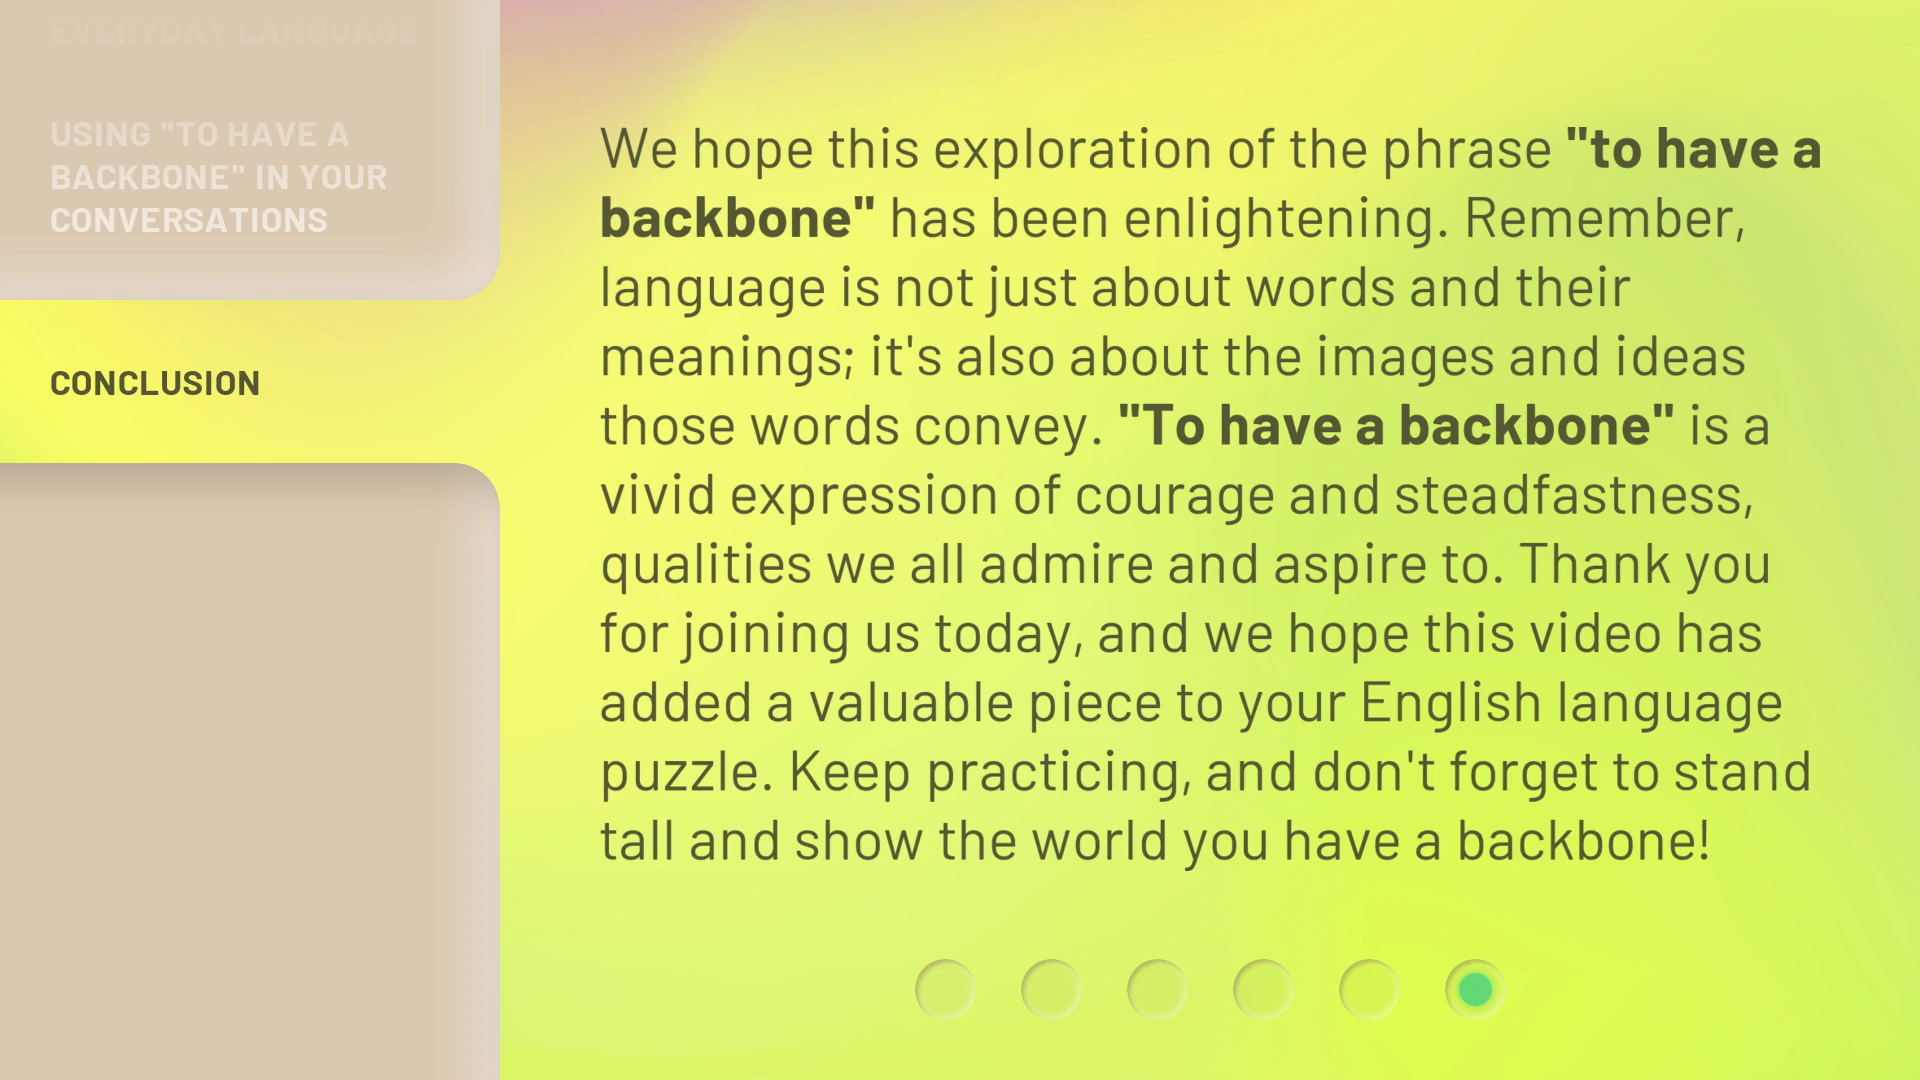 EVERYDAY LANGUAGE
USING "TO HAVE A
BACKBONE" IN YOUR
CONVERSATIONS
CONCLUSION
We hope this exploration of the phrase "to have a
backbone" has been enlightening. Remember,
language is not just about words and their
meanings; it's also about the images and ideas
those words convey. "To have a backbone" is a
vivid expression of courage and steadfastness,
qualities we all admire and aspire to. Thank you
for joining us today, and we hope this video has
added a valuable piece to your English language
puzzle. Keep practicing, and don't forget to stand
tall and show the world you have a backbone!